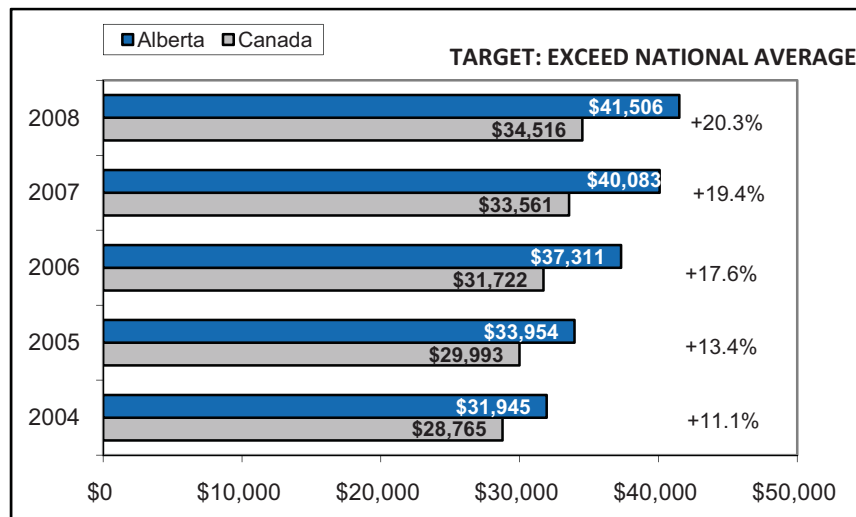 Alberta Canada
TARGET: EXCEED NATIONAL AVERAGE
2008 $41,506 +20.3%
$34,516
2007 $40,083 +19.4%
$33,561
2006 $37,311 +17.6%
$31,722
2005 $33,954 +13.4%
$29,993
2004 $31,945 +11.1%
$28,765
$0 $10,000 $20,000 $30,000 $40,000 $50,000